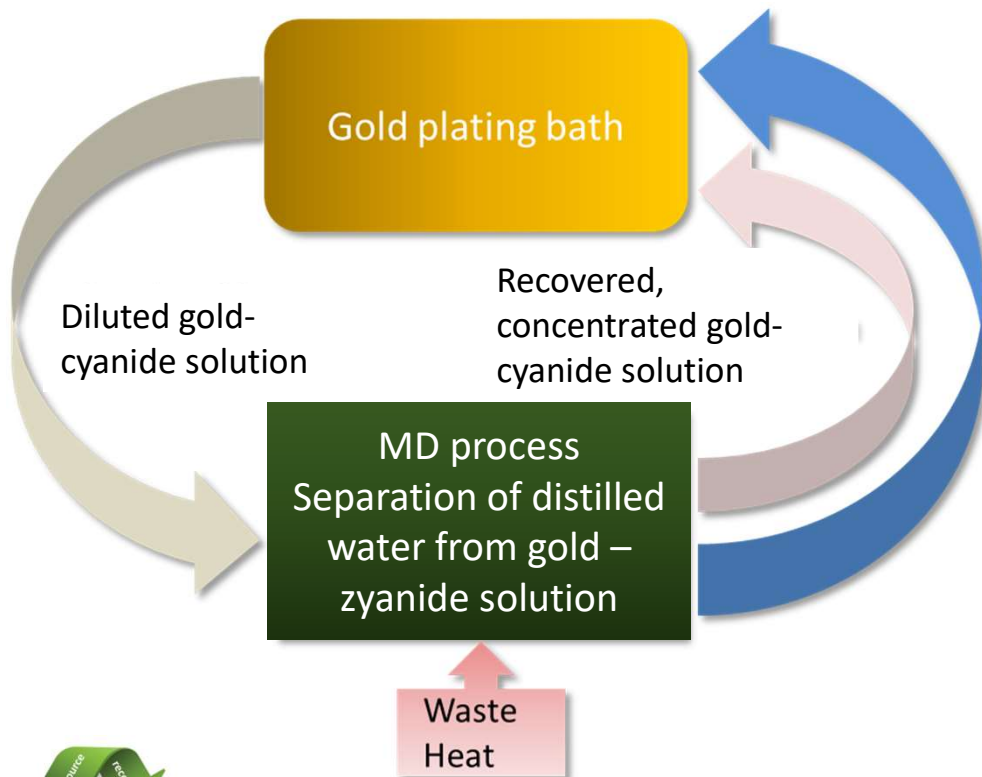 Gold plating bath
Diluted gold-
cyanide solution
Recovered,
concentrated gold-
cyanide solution
MD process
Separation of distilled
water from gold –
zyanide solution
Waste
Heat